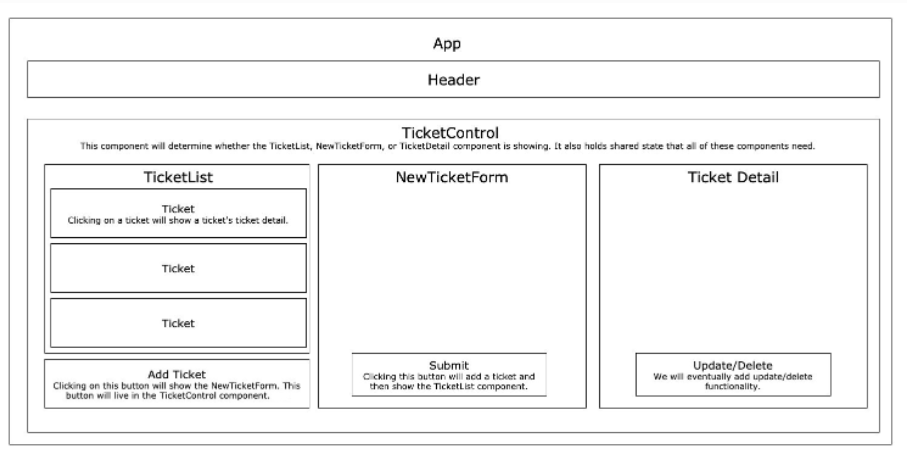 App
Header
TicketControl
This component will determine whether the TicketList, NewTicketForm, or TicketDetail component is showing. It also holds shared state that all of these components need.
TicketList
Ticket
Clicking on a ticket will show a ticket's ticket detail.
Ticket
Ticket
Add Ticket
Clicking on this button will show the NewTicketForm. This
button will live in the TicketControl component.
NewTicketForm
Submit
Clicking this button will add a ticket and
then show the TicketList component.
Ticket Detail
Update/Delete
We will eventually add update/delete
functionality.